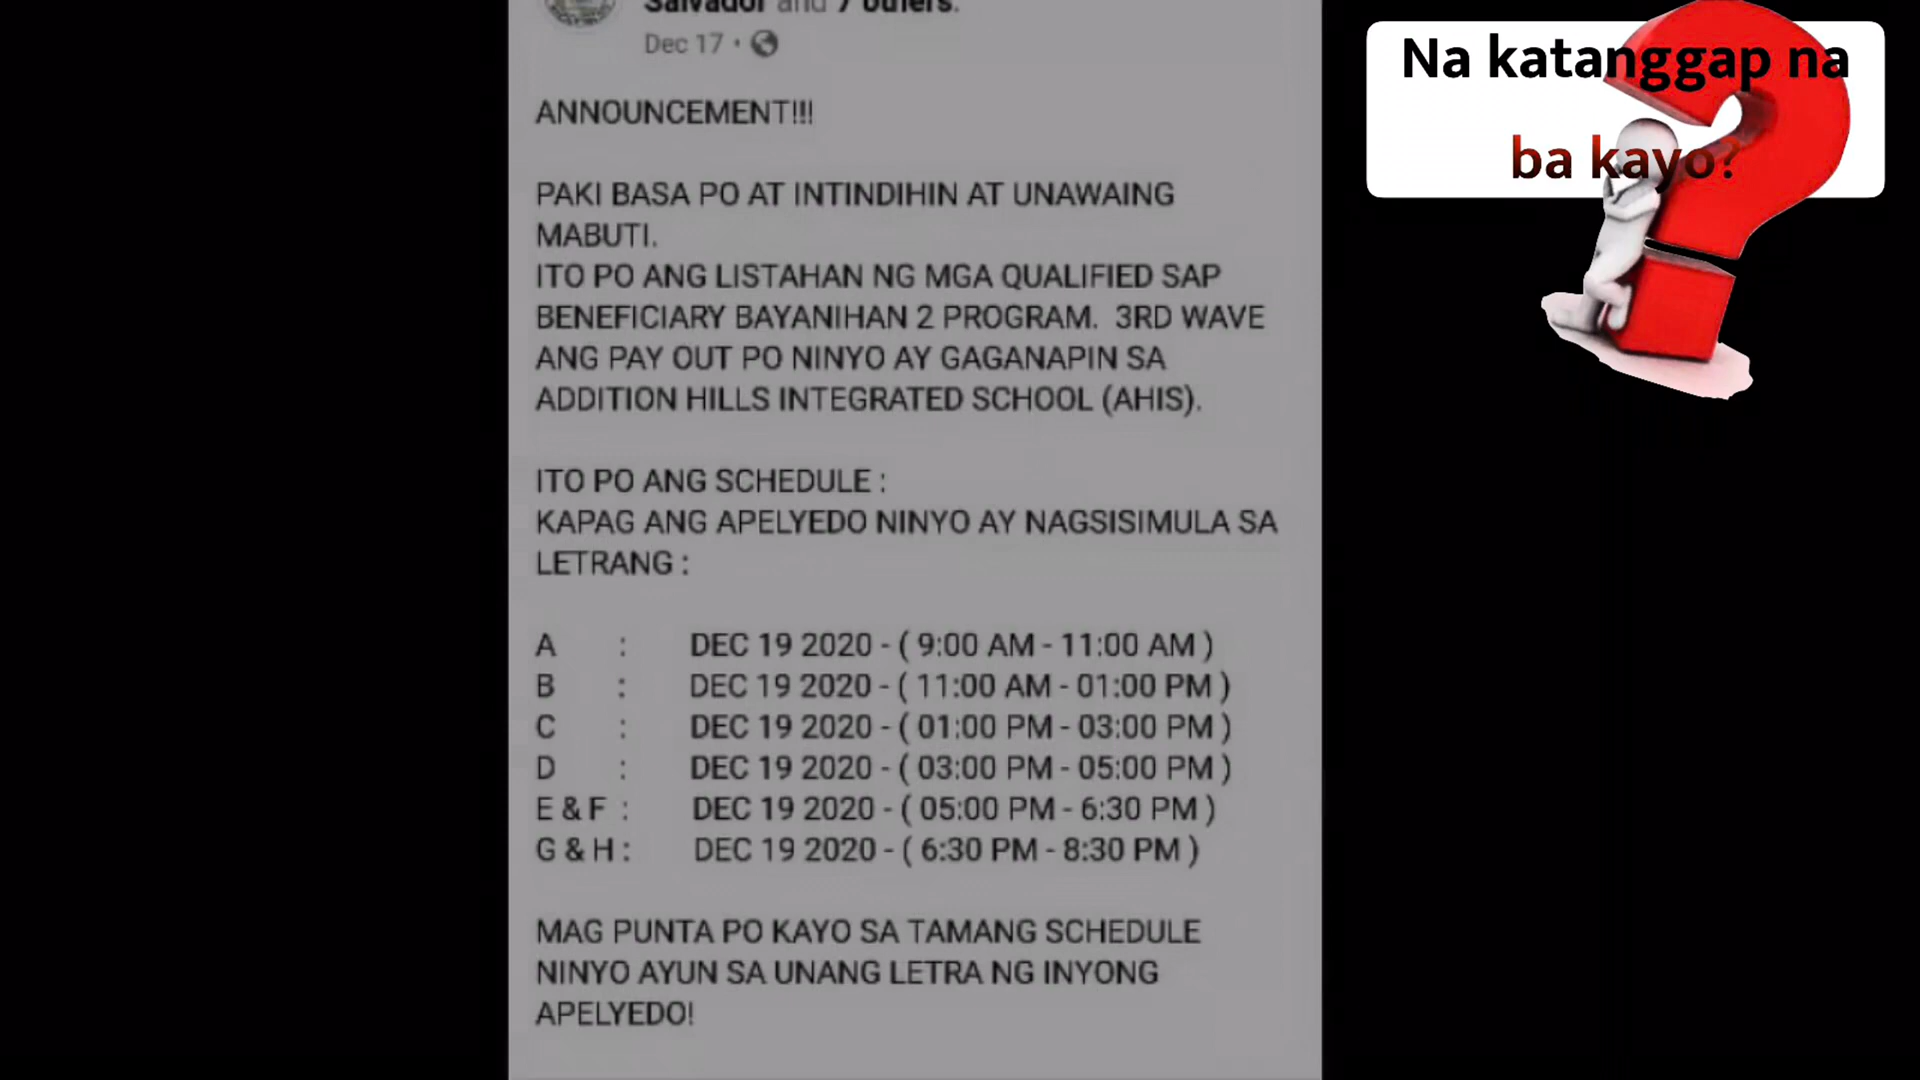 Salvador and 7 others.
Dec 17 •
ANNOUNCEMENT!!!
PAKI BASA PO AT INTINDIHIN AT UNAWAING
MABUTI.
ITO PO ANG LISTAHAN NG MGA QUALIFIED SAP
BENEFICIARY BAYANIHAN 2 PROGRAM. 3RD WAVE
ANG PAY OUT PO NINYO AY GAGANAPIN SA
ADDITION HILLS INTEGRATED SCHOOL (AHIS).
ITO PO ANG SCHEDULE :
KAPAG ANG APELYEDO NINYO AY NAGSISIMULA SA
LETRANG :
A : DEC 19 2020 - ( 9:00 AM - 11:00 AM )
B : DEC 19 2020 - ( 11:00 AM - 01:00 PM )
C : DEC 19 2020 - ( 01:00 PM - 03:00 PM )
D : DEC 19 2020 - ( 03:00 PM - 05:00 PM )
E & F : DEC 19 2020 - ( 05:00 PM - 6:30 PM )
G & H : DEC 19 2020 - ( 6:30 PM - 8:30 PM )
MAG PUNTA PO KAYO SA TAMANG SCHEDULE
NINYO AYUN SA UNANG LETRA NG INYONG
APELYEDO!
Na katanggap na
ba kayo?